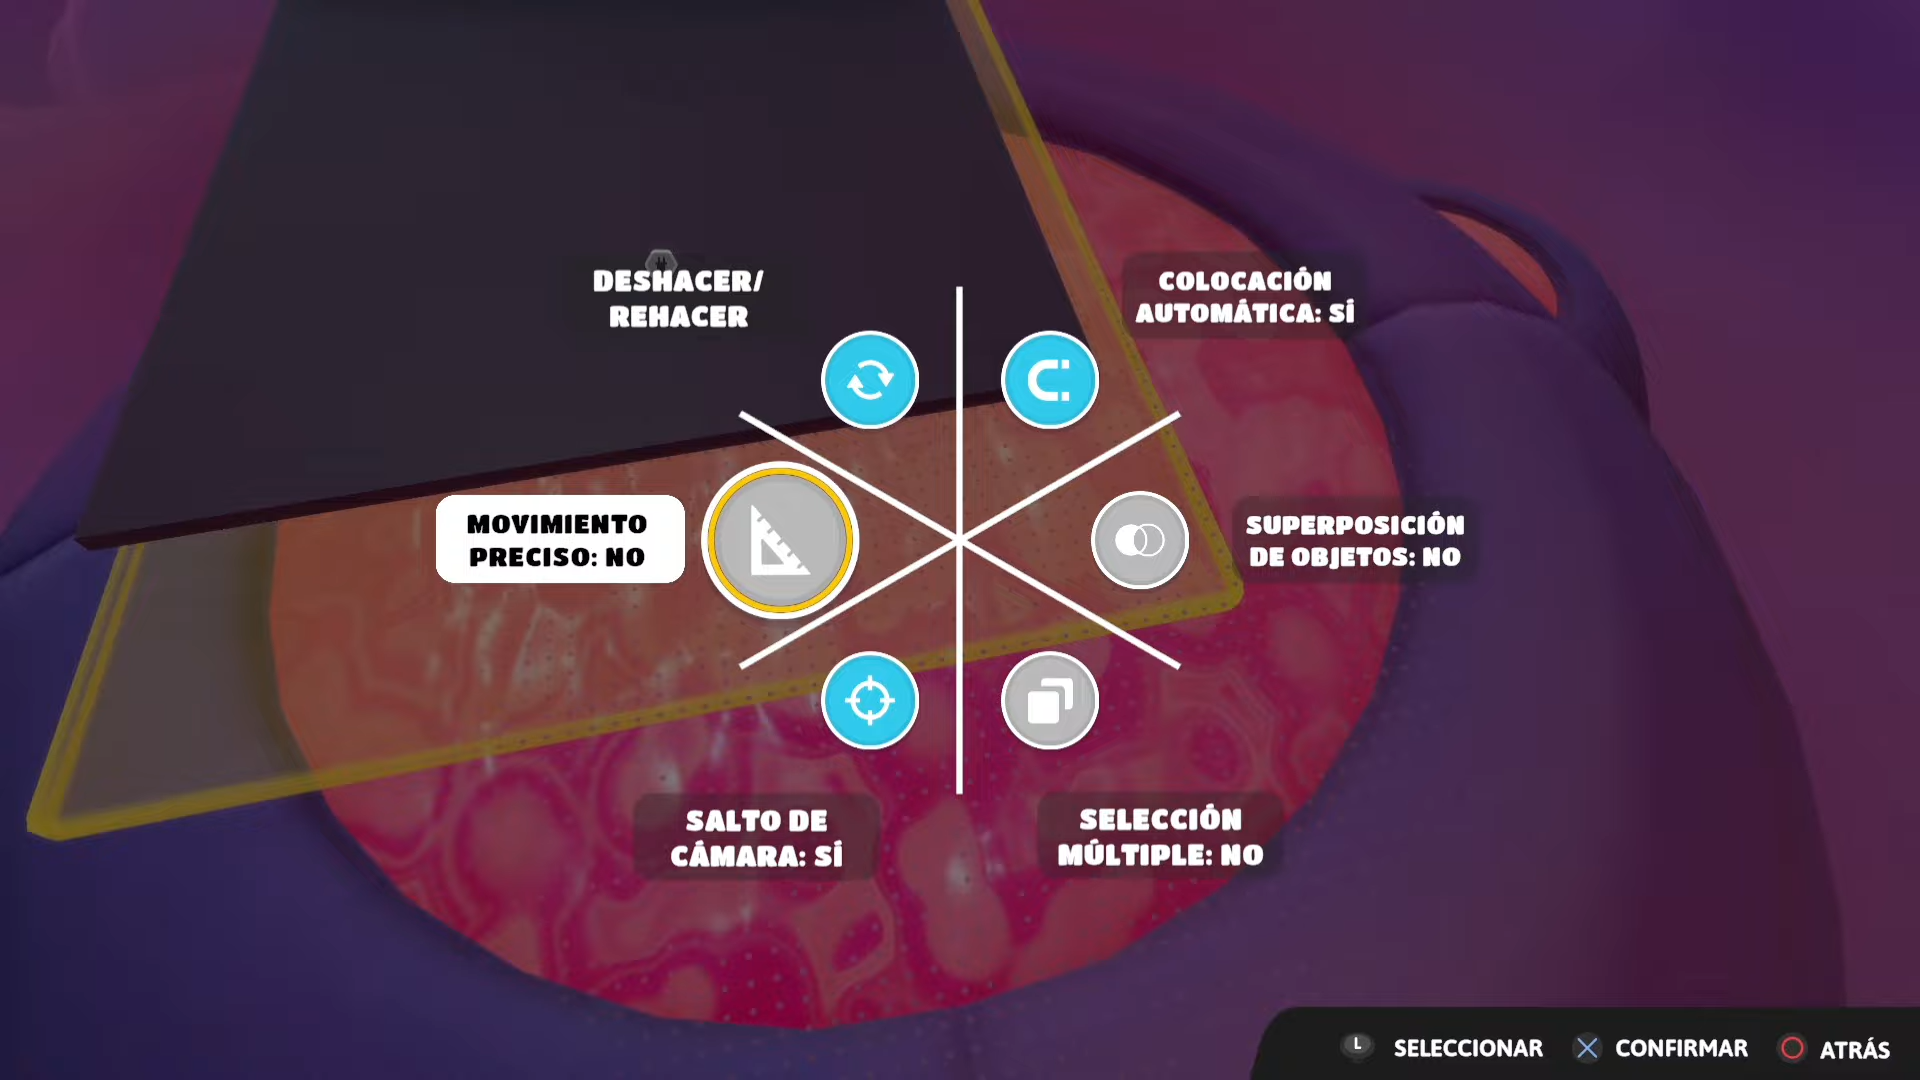 DESHACER/
REHACER
COLOCACIÓN
AUTOMÁTICA: SÍ
MOVIMIENTO
PRECISO: NO
SUPERPOSICIÓN
DE OBJETOS: NO
SALTO DE
CÁMARA: SÍ
SELECCIÓN
MÚLTIPLE: NO
L SELECCIONAR CONFIRMAR ATRÁS